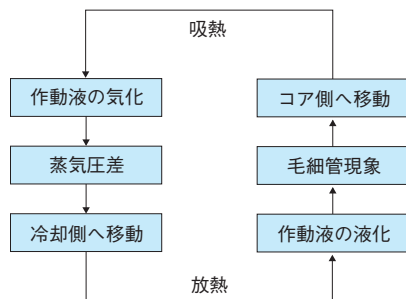 吸熱
作動液の気化
蒸気圧差
冷却側へ移動
放熱
作動液の液化
毛細管現象
コア側へ移動